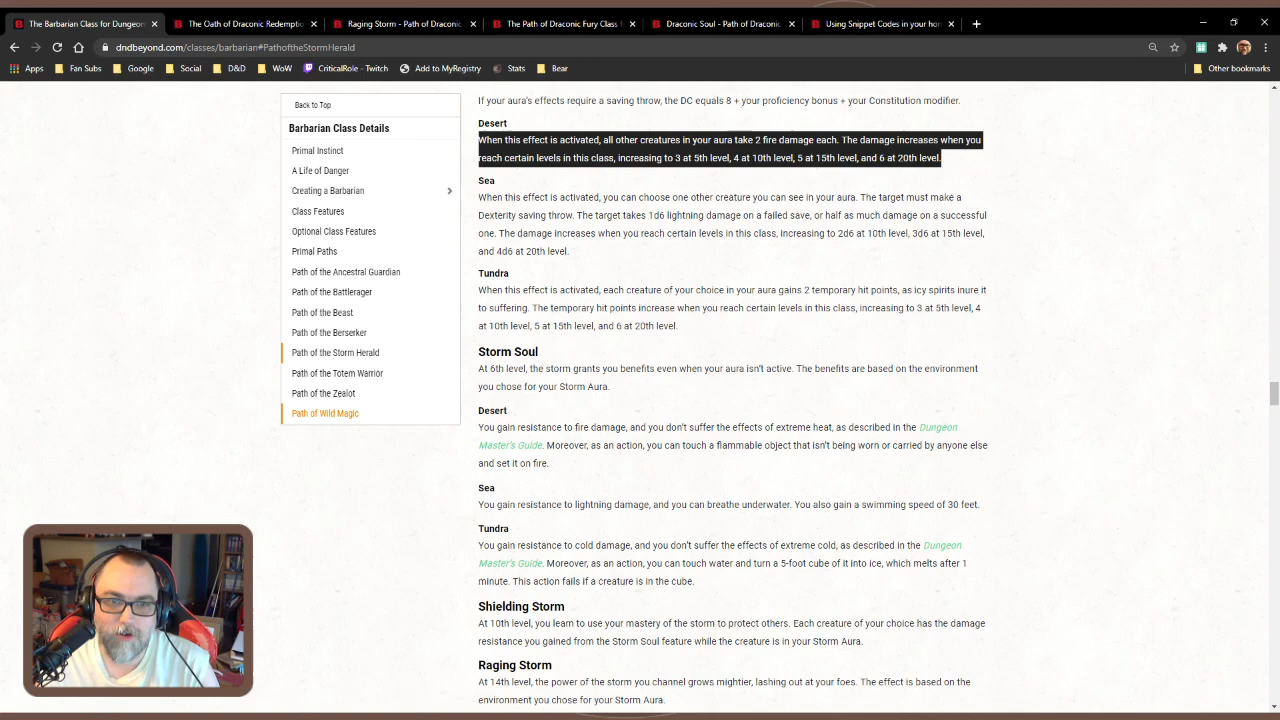 The Barbarian Class for Dungeon
The Oath of Draconic Redemptio
Raging Storm - Path of Draconic
The Path of Draconic Fury Class f
Draconic Soul - Path of Draconic
Using Snippet Codes in your hon
dndbeyond.com/classes/barbarian#PathoftheStormHerald
Apps
Fan Subs
Google
Social
D&D
WoW
CriticalRole - Twitch
Add to MyRegistry
Stats
Bear
Other bookmarks
Back to Top
Barbarian Class Details
Primal Instinct
A Life of Danger
Creating a Barbarian
Class Features
Optional Class Features
Primal Paths
Path of the Ancestral Guardian
Path of the Battlerager
Path of the Beast
Path of the Berserker
Path of the Storm Herald
Path of the Totem Warrior
Path of the Zealot
Path of Wild Magic
If your aura's effects require a saving throw, the DC equals 8 + your proficiency bonus + your Constitution modifier.
Desert
When this effect is activated, all other creatures in your aura take 2 fire damage each. The damage increases when you
reach certain levels in this class, increasing to 3 at 5th level, 4 at 10th level, 5 at 15th level, and 6 at 20th level.
Sea
When this effect is activated, you can choose one other creature you can see in your aura. The target must make a
Dexterity saving throw. The target takes 1d6 lightning damage on a failed save, or half as much damage on a successful
one. The damage increases when you reach certain levels in this class, increasing to 2d6 at 10th level, 3d6 at 15th level,
and 4d6 at 20th level.
Tundra
When this effect is activated, each creature of your choice in your aura gains 2 temporary hit points, as icy spirits inure it
to suffering. The temporary hit points increase when you reach certain levels in this class, increasing to 3 at 5th level, 4
at 10th level, 5 at 15th level, and 6 at 20th level.
Storm Soul
At 6th level, the storm grants you benefits even when your aura isn't active. The benefits are based on the environment
you chose for your Storm Aura.
Desert
You gain resistance to fire damage, and you don't suffer the effects of extreme heat, as described in the Dungeon
Master's Guide. Moreover, as an action, you can touch a flammable object that isn't being worn or carried by anyone else
and set it on fire.
Sea
You gain resistance to lightning damage, and you can breathe underwater. You also gain a swimming speed of 30 feet.
Tundra
You gain resistance to cold damage, and you don't suffer the effects of extreme cold, as described in the Dungeon
Master's Guide. Moreover, as an action, you can touch water and turn a 5-foot cube of it into ice, which melts after 1
minute. This action fails if a creature is in the cube.
Shielding Storm
At 10th level, you learn to use your mastery of the storm to protect others. Each creature of your choice has the damage
resistance you gained from the Storm Soul feature while the creature is in your Storm Aura.
Raging Storm
At 14th level, the power of the storm you channel grows mightier, lashing out at your foes. The effect is based on the
environment you chose for your Storm Aura.